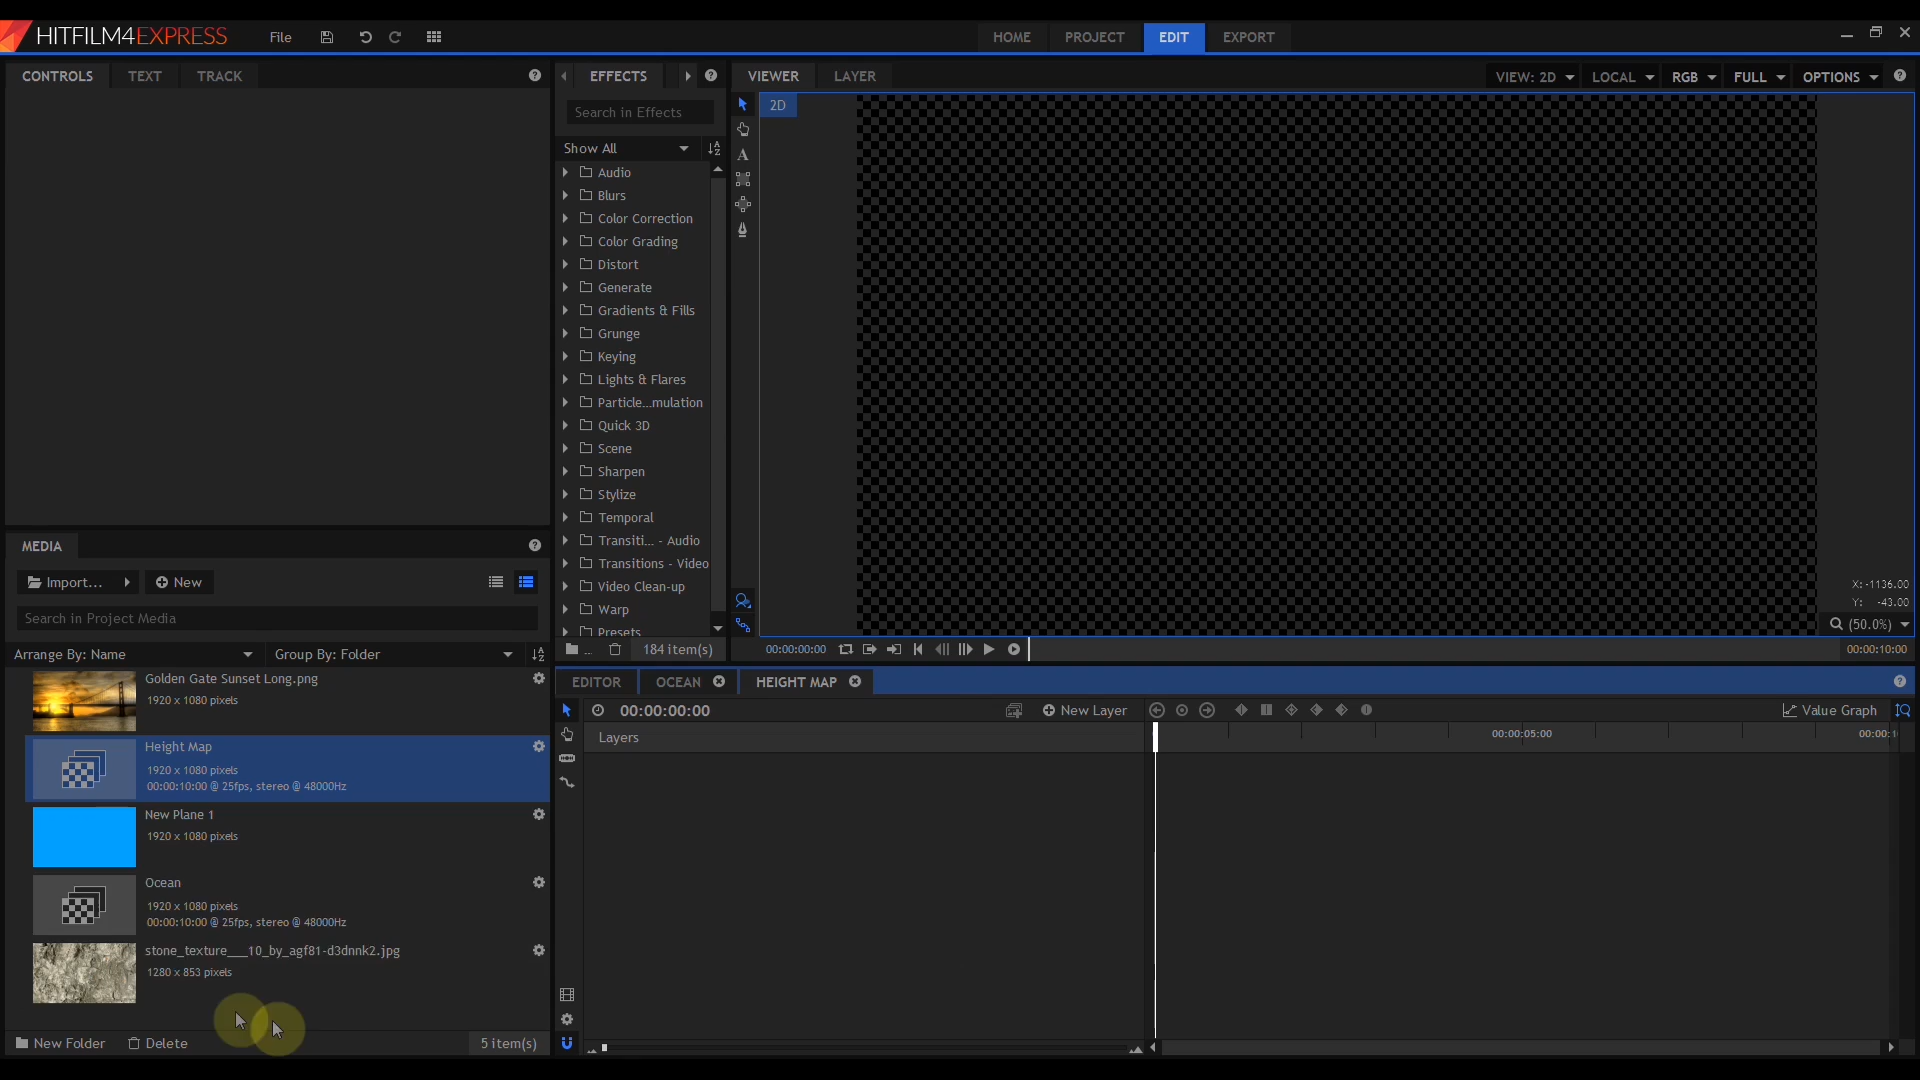 HITFILM4EXPRESS File HOME PROJECT EDIT EXPORT
CONTROLS TEXT TRACK
EFFECTS
Search in Effects
Show All
Audio
Blurs
Color Correction
Color Grading
Distort
Generate
Gradients & Fills
Grunge
Keying
Lights & Flares
Particle...mulation
Quick 3D
Scene
Sharpen
Stylize
Temporal
Transiti... - Audio
Transitions - Video
Video Clean-up
Warp
Presets
... 184 item(s)
VIEWER LAYER VIEW: 2D LOCAL RGB FULL OPTIONS
2D
X:-1136.00
Y: -43.00
(50.0%)
00:00:00:00 00:00:10:00
MEDIA
Import... New
Search in Project Media
Arrange By: Name Group By: Folder
Golden Gate Sunset Long.png
1920 x 1080 pixels
Height Map
1920 x 1080 pixels
00:00:10:00 @ 25fps, stereo @ 48000Hz
New Plane 1
1920 x 1080 pixels
Ocean
1920 x 1080 pixels
00:00:10:00 @ 25fps, stereo @ 48000Hz
stone_texture___10_by_agf81-d3dnnk2.jpg
1280 x 853 pixels
New Folder Delete 5 item(s)
EDITOR OCEAN HEIGHT MAP
00:00:00:00 New Layer Value Graph
Layers 00:00:05:00 00:00:1